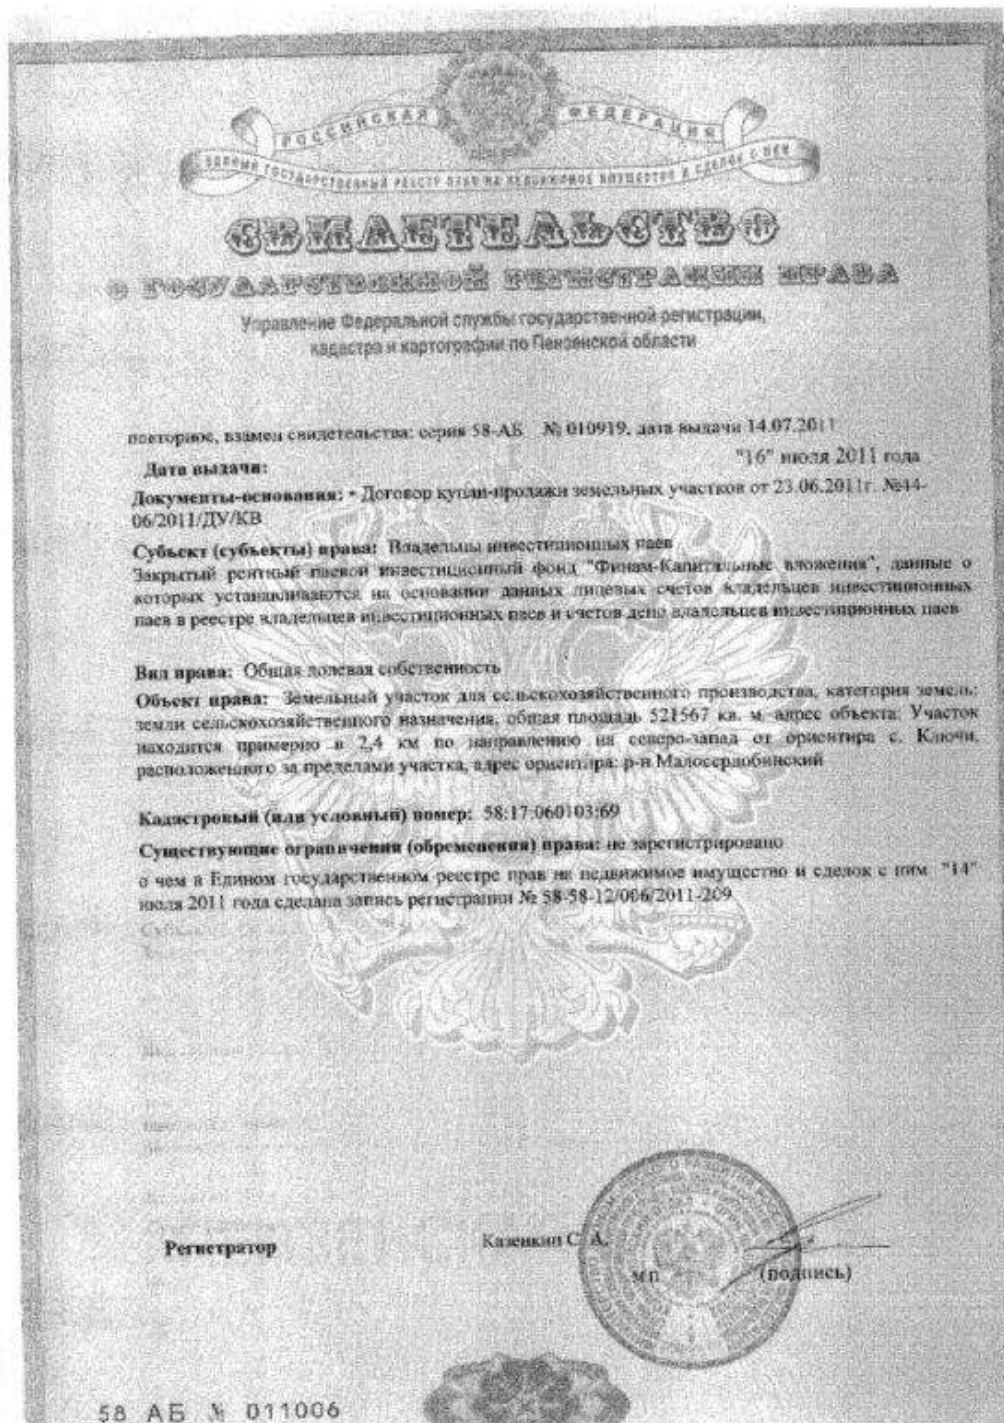 РОССИЙСКАЯ ФЕДЕРАЦИЯ
ЕДИНЫЙ ГОСУДАРСТВЕННЫЙ РЕЕСТР ПРАВ НА НЕДВИЖИМОЕ ИМУЩЕСТВО И СДЕЛОК С НИМ
СВИДЕТЕЛЬСТВО
О ГОСУДАРСТВЕННОЙ РЕГИСТРАЦИИ ПРАВА
Управление Федеральной службы государственной регистрации,
кадастра и картографии по Пензенской области
повторное, взамен свидетельства: серия 58-АБ № 010919, дата выдачи 14.07.2011
Дата выдачи: "16" июля 2011 года
Документы-основания: • Договор купли-продажи земельных участков от 23.06.2011г. №44-
06/2011/ДУ/КВ
Субъект (субъекты) права: Владельцы инвестиционных паев
Закрытый рентный паевой инвестиционный фонд "Финам-Капитальные вложения", данные о
которых устанавливаются на основании данных лицевых счетов владельцев инвестиционных
паев в реестре владельцев инвестиционных паев и счетов депо владельцев инвестиционных паев
Вид права: Общая долевая собственность
Объект права: Земельный участок для сельскохозяйственного производства, категория земель:
земли сельскохозяйственного назначения, общая площадь 521567 кв. м, адрес объекта: Участок
находится примерно в 2,4 км по направлению на северо-запад от ориентира с. Ключи,
расположенного за пределами участка, адрес ориентира: р-н Малосердобинский
Кадастровый (или условный) номер: 58:17:060103:69
Существующие ограничения (обременения) права: не зарегистрировано
о чем в Едином государственном реестре прав на недвижимое имущество и сделок с ним "14"
июля 2011 года сделана запись регистрации № 58-58-12/006/2011-209
Регистратор Казенкин С. А.
М.П. (подпись)
58 АБ № 011006